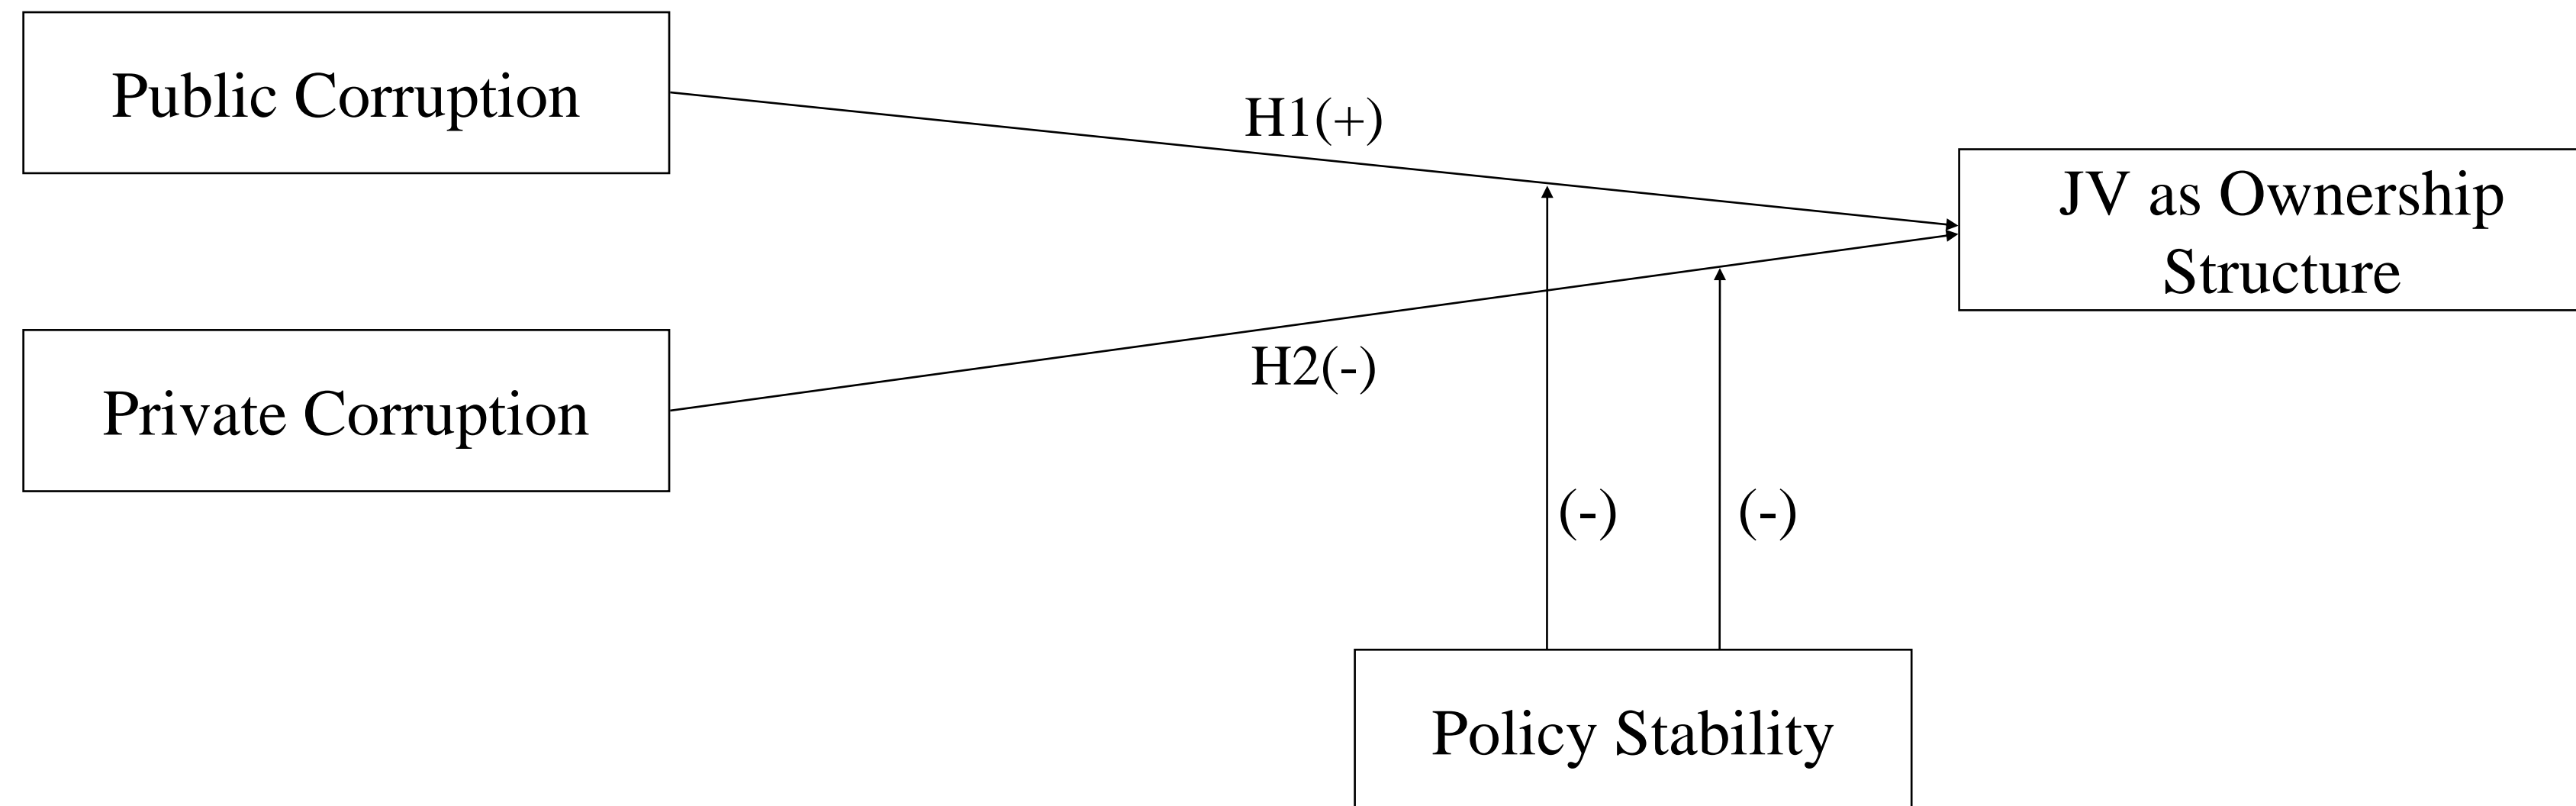 Public Corruption
H1(+)
JV as Ownership
Structure
Private Corruption
H2(-)
(-)
(-)
Policy Stability